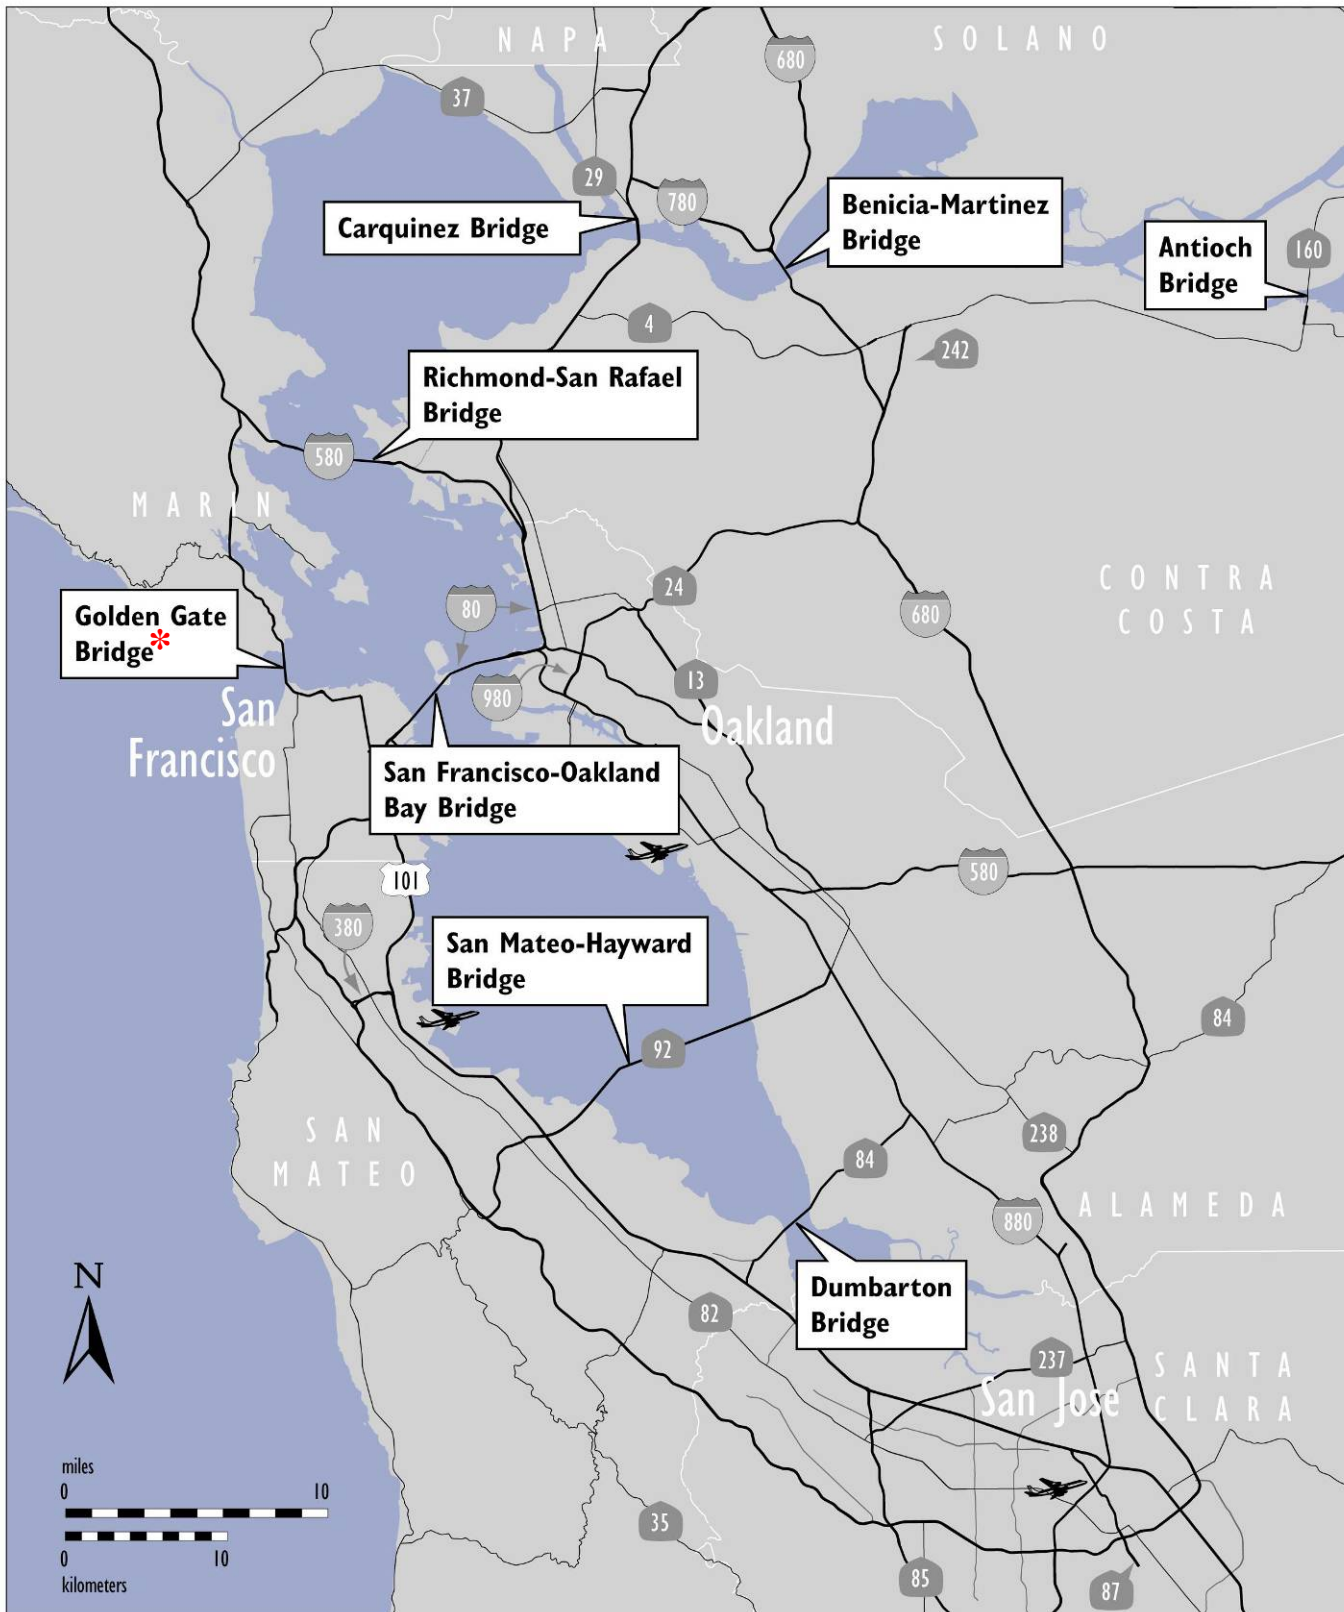 NAPA
SOLANO
680
37
29
780
Carquinez Bridge
Benicia-Martinez
Bridge
Antioch
Bridge
160
4
242
Richmond-San Rafael
Bridge
580
MARIN
24
80
CONTRA
COSTA
680
Golden Gate
Bridge*
13
980
San
Francisco
Oakland
San Francisco-Oakland
Bay Bridge
101
580
380
San Mateo-Hayward
Bridge
84
92
SAN
MATEO
238
84
880
ALAMEDA
N
Dumbarton
Bridge
82
237
SANTA
CLARA
San Jose
miles
0 10
0 10
kilometers
35
85
87